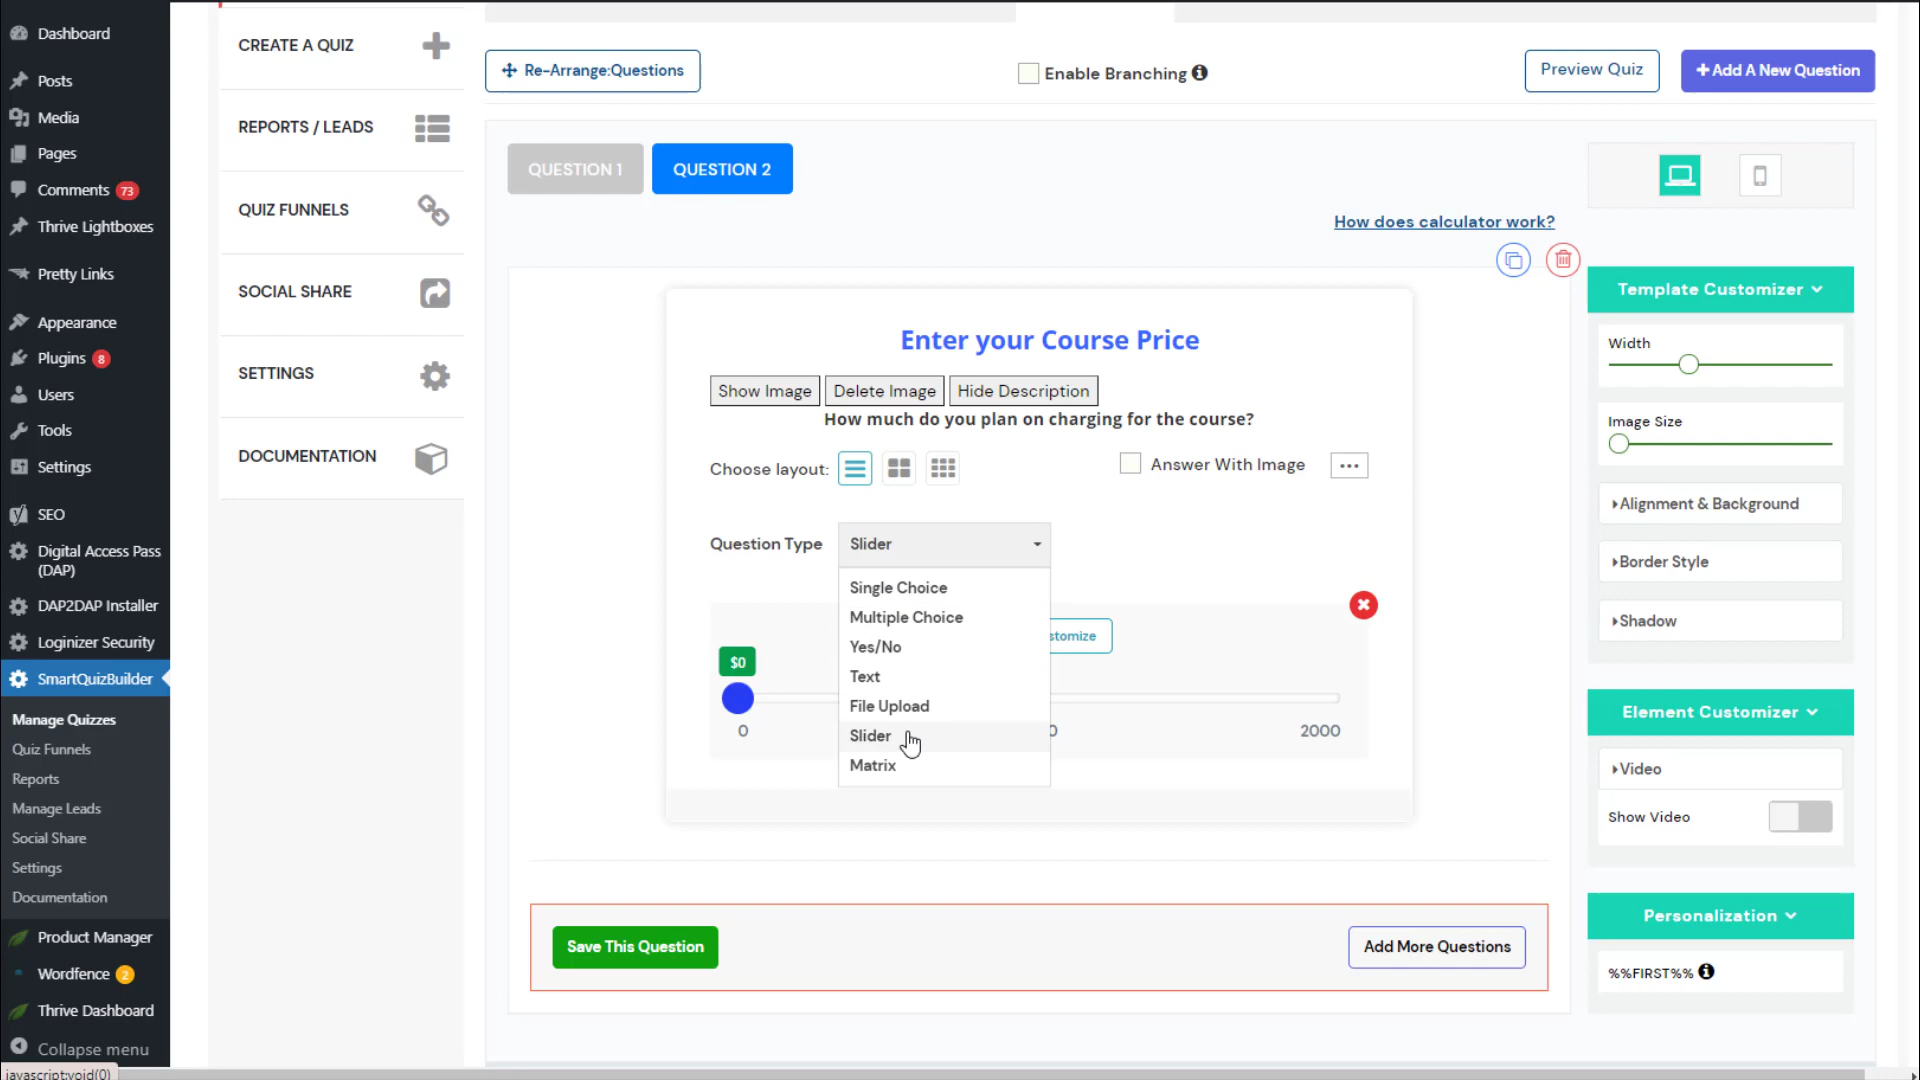 Dashboard
Posts
Media
Pages
Comments 73
Thrive Lightboxes
Pretty Links
Appearance
Plugins 8
Users
Tools
Settings
SEO
Digital Access Pass
(DAP)
DAP2DAP Installer
Loginizer Security
SmartQuizBuilder
Manage Quizzes
Quiz Funnels
Reports
Manage Leads
Social Share
Settings
Documentation
Product Manager
Wordfence 2
Thrive Dashboard
Collapse menu
javascript:void(0)
CREATE A QUIZ
REPORTS / LEADS
QUIZ FUNNELS
SOCIAL SHARE
SETTINGS
DOCUMENTATION
Re-Arrange:Questions
Enable Branching
Preview Quiz
Add A New Question
QUESTION 1
QUESTION 2
How does calculator work?
Enter your Course Price
Show Image
Delete Image
Hide Description
How much do you plan on charging for the course?
Choose layout:
Answer With Image
Question Type
Slider
Single Choice
Multiple Choice
Yes/No
Text
File Upload
Slider
Matrix
stomize
$0
0
0
2000
Save This Question
Add More Questions
Template Customizer
Width
Image Size
Alignment & Background
Border Style
Shadow
Element Customizer
Video
Show Video
Personalization
%%FIRST%%